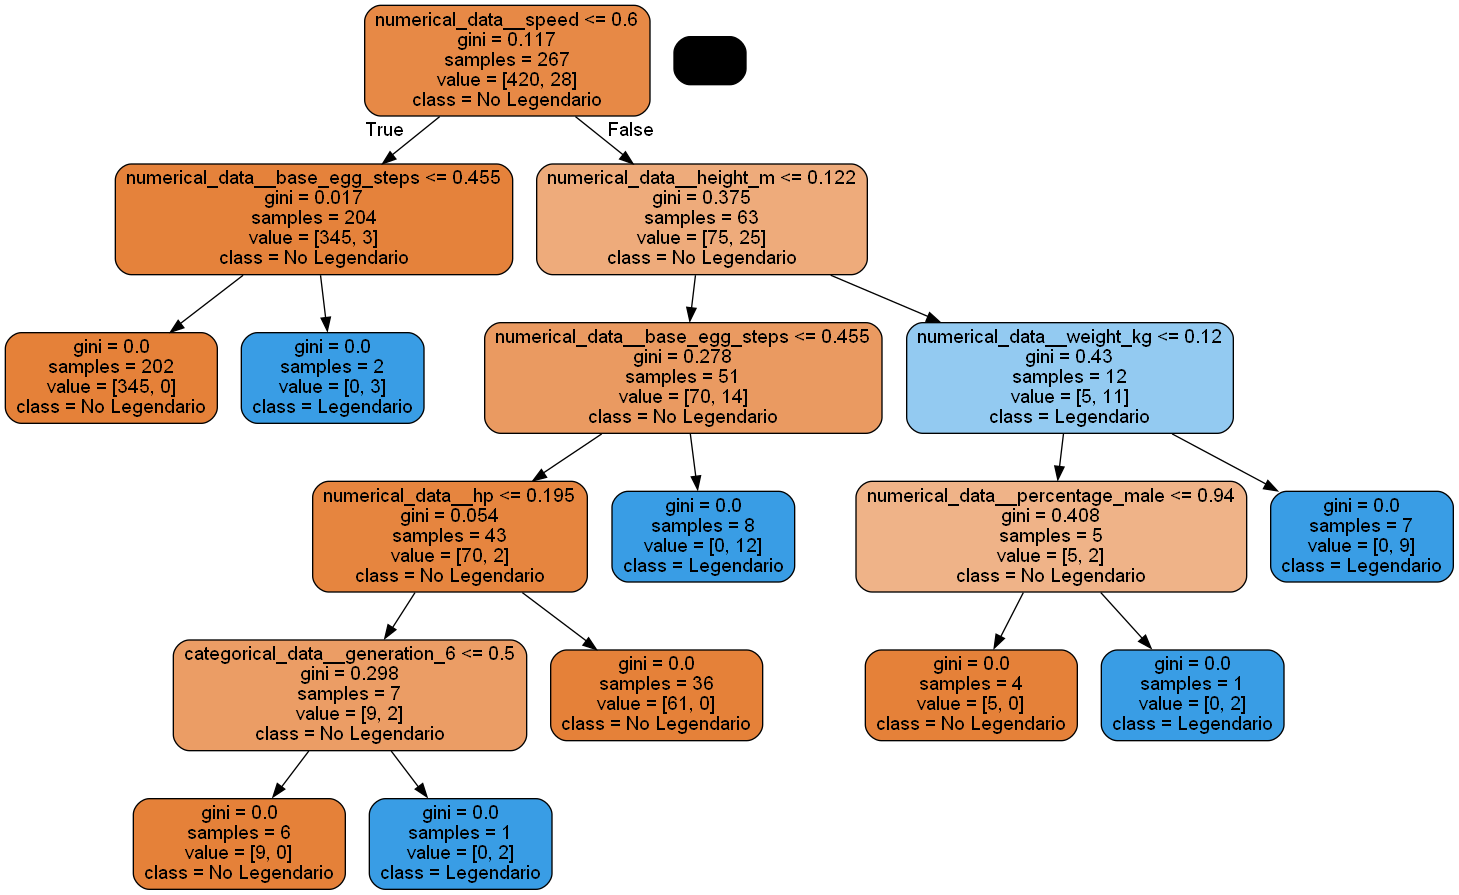 numerical_data__speed <= 0.6
gini = 0.117
samples = 267
value = [420, 28]
class = No Legendario
True
False
numerical_data__base_egg_steps <= 0.455
gini = 0.017
samples = 204
value = [345, 3]
class = No Legendario
numerical_data__height_m <= 0.122
gini = 0.375
samples = 63
value = [75, 25]
class = No Legendario
gini = 0.0
samples = 202
value = [345, 0]
class = No Legendario
gini = 0.0
samples = 2
value = [0, 3]
class = Legendario
numerical_data__base_egg_steps <= 0.455
gini = 0.278
samples = 51
value = [70, 14]
class = No Legendario
numerical_data__weight_kg <= 0.12
gini = 0.43
samples = 12
value = [5, 11]
class = Legendario
numerical_data__hp <= 0.195
gini = 0.054
samples = 43
value = [70, 2]
class = No Legendario
gini = 0.0
samples = 8
value = [0, 12]
class = Legendario
numerical_data__percentage_male <= 0.94
gini = 0.408
samples = 5
value = [5, 2]
class = No Legendario
gini = 0.0
samples = 7
value = [0, 9]
class = Legendario
categorical_data__generation_6 <= 0.5
gini = 0.298
samples = 7
value = [9, 2]
class = No Legendario
gini = 0.0
samples = 36
value = [61, 0]
class = No Legendario
gini = 0.0
samples = 4
value = [5, 0]
class = No Legendario
gini = 0.0
samples = 1
value = [0, 2]
class = Legendario
gini = 0.0
samples = 6
value = [9, 0]
class = No Legendario
gini = 0.0
samples = 1
value = [0, 2]
class = Legendario